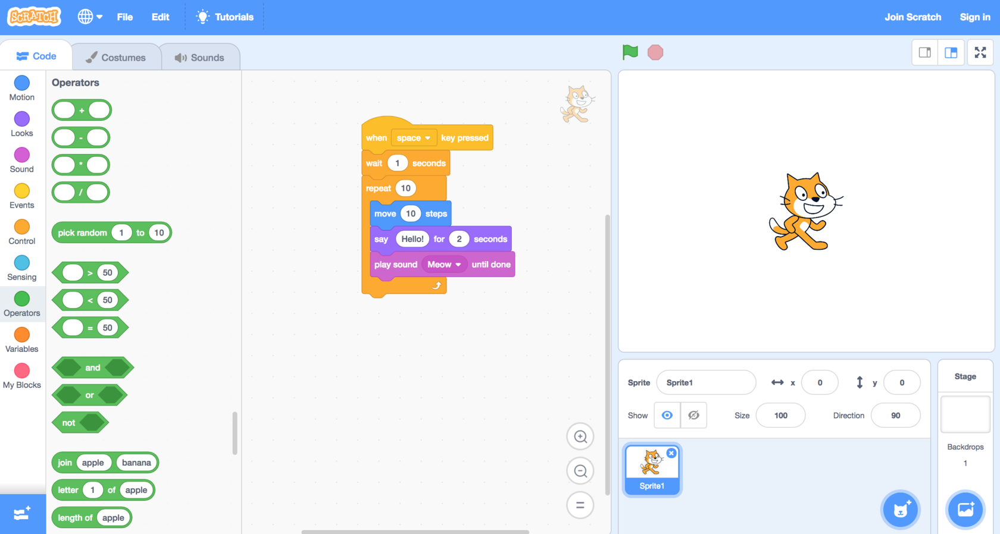 SCRATCH File Edit Tutorials Join Scratch Sign in
Code Costumes Sounds
Motion
Looks
Sound
Events
Control
Sensing
Operators
Variables
My Blocks
Operators
+
-
*
/
pick random 1 to 10
> 50
< 50
= 50
and
or
not
join apple banana
letter 1 of apple
length of apple
when space key pressed
wait 1 seconds
repeat 10
move 10 steps
say Hello! for 2 seconds
play sound Meow until done
Sprite Sprite1 x 0 y 0
Show Size 100 Direction 90
Sprite1
Stage
Backdrops
1